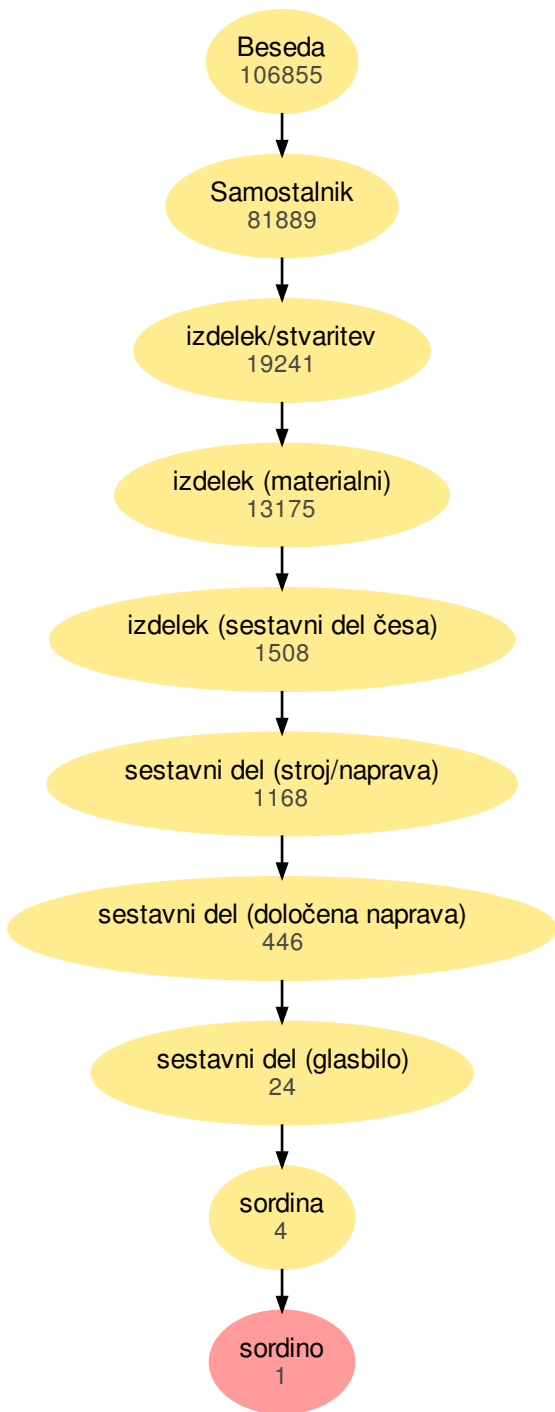 Beseda
106855
Samostalnik
81889
izdelek/stvaritev
19241
izdelek (materialni)
13175
izdelek (sestavni del česa)
1508
sestavni del (stroj/naprava)
1168
sestavni del (določena naprava)
446
sestavni del (glasbilo)
24
sordina
4
sordino
1